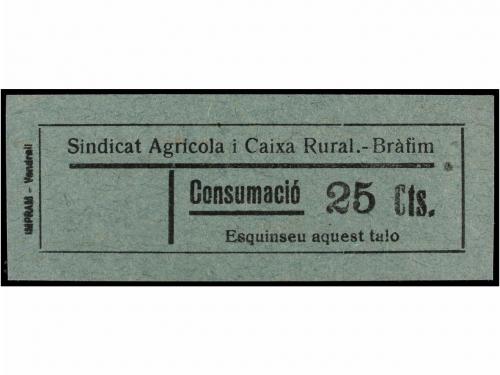 Sindicat Agrícola i Caixa Rural.-Bràfim
Consumació 25 Cts.
Esquinseu aquest talo
IMPRAM - Vendrell